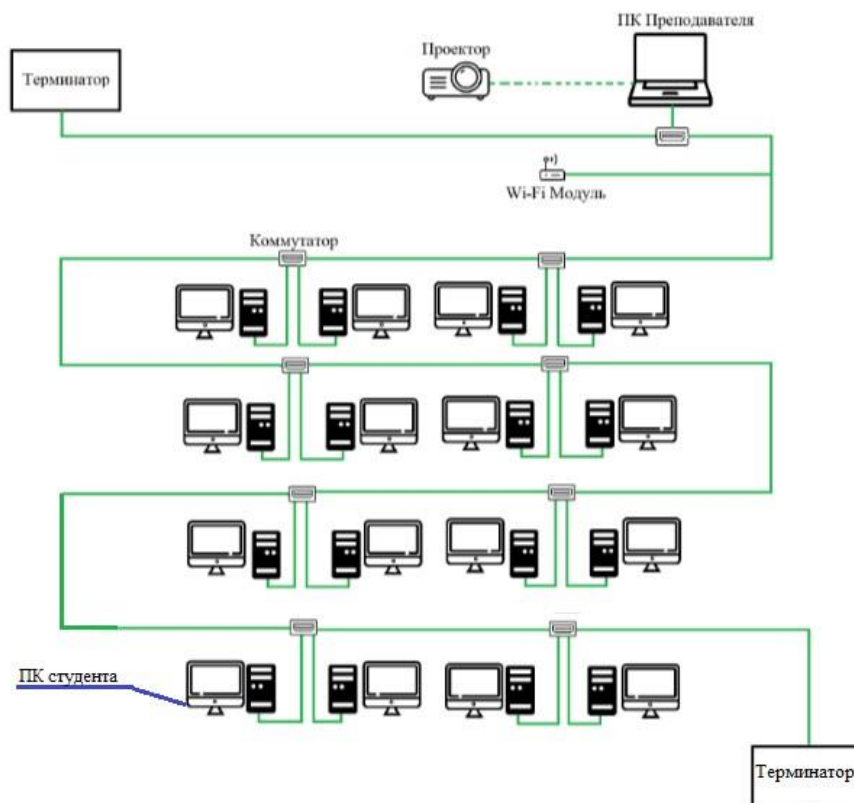 ПК Преподавателя
Проектор
Терминатор
Wi-Fi Модуль
Коммутатор
ПК студента
Терминатор